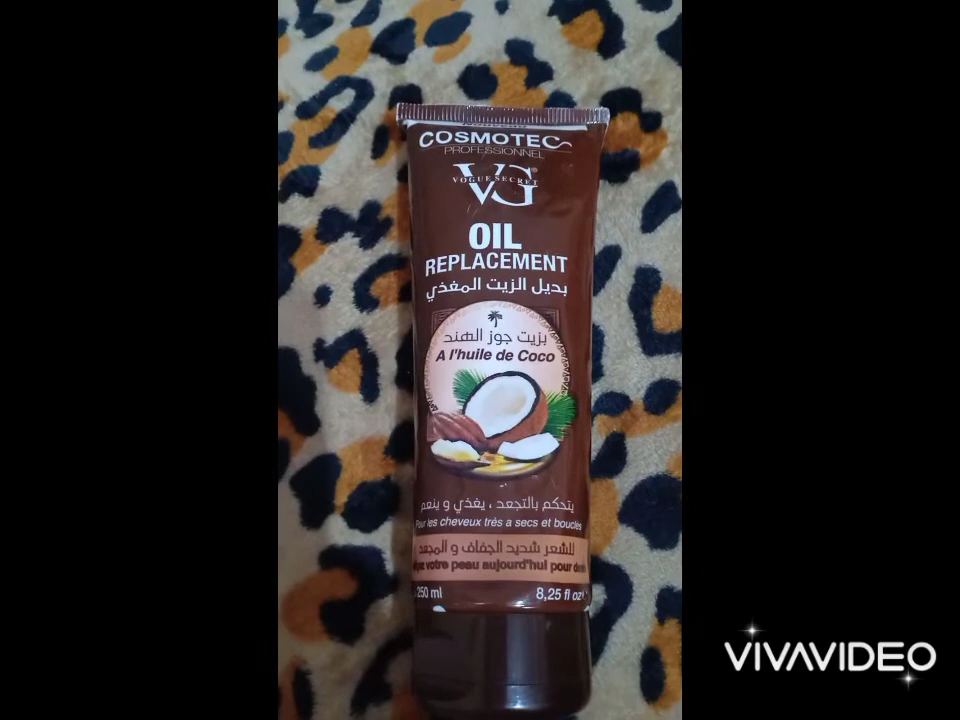 COSMOTEC
PROFESSIONNEL
VG
VOGUE SECRET
OIL
REPLACEMENT
بديل الزيت المغذي
بزيت جوز الهند
A l'huile de Coco
يتحكم بالتجعد ، يغذي و ينعم
Pour les cheveux très a secs et bouclés
للشعر شديد الجفاف و المجعد
votre peau aujourd'hui pour
250 ml
8,25 fl oz
VIVAVIDEO